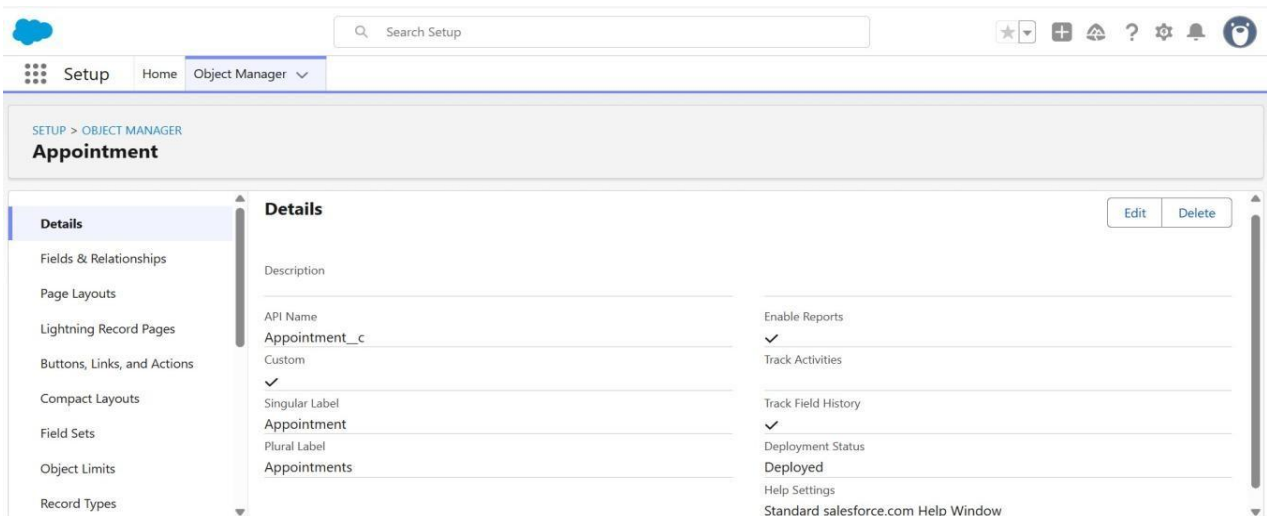 Search Setup
Setup
Home
Object Manager
SETUP > OBJECT MANAGER
Appointment
Details
Fields & Relationships
Page Layouts
Lightning Record Pages
Buttons, Links, and Actions
Compact Layouts
Field Sets
Object Limits
Record Types
Details
Edit
Delete
Description
API Name
Appointment__c
Custom
Singular Label
Appointment
Plural Label
Appointments
Enable Reports
Track Activities
Track Field History
Deployment Status
Deployed
Help Settings
Standard salesforce.com Help Window